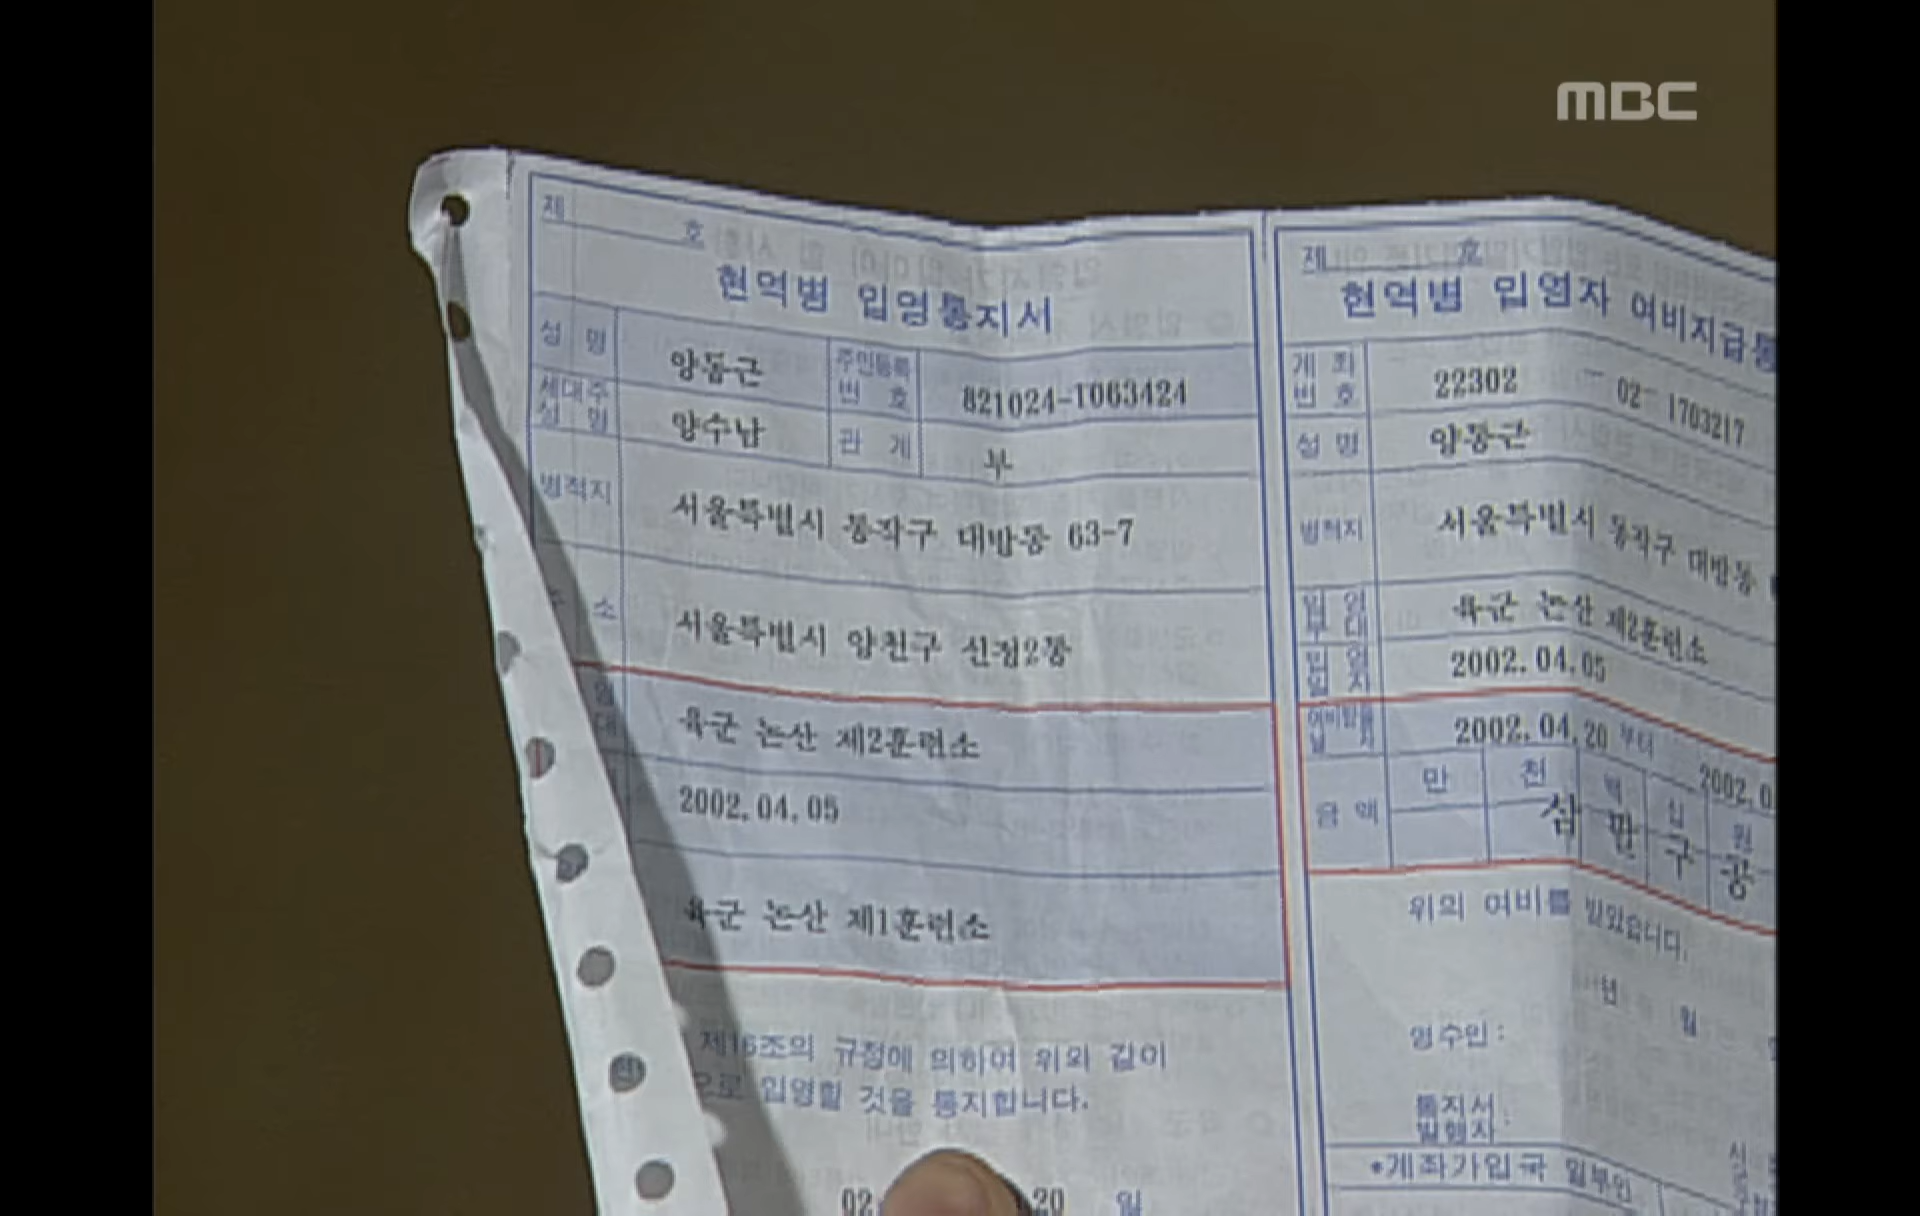 MBC
제 호
현역병 입영통지서
성 명 양동근 주민등록 번 호 821024-1063424
세대주 성 명 양수남 관 계 부
병적지 서울특별시 동작구 대방동 63-7
소 서울특별시 양천구 신정2동
육군 논산 제2훈련소
2002.04.05
육군 논산 제1훈련소
제16조의 규정에 의하여 위와 같이
으로 입영할 것을 통지합니다.
02. 20 일
제 호
현역병 입영자 여비지급통
계 좌 번 호 22302 - 02- 1703217
성 명 양동근
병적지 서울특별시 동작구 대방동
입 영 부 대 육군 논산 제2훈련소
입 영 일 자 2002.04.05
2002.04.20 부터 2002.0
금 액 만 천 백 십 원
삼 만 구 공
위의 여비를 받았습니다.
년 월
영수인 :
통지서 발행자 :
*계좌가입국